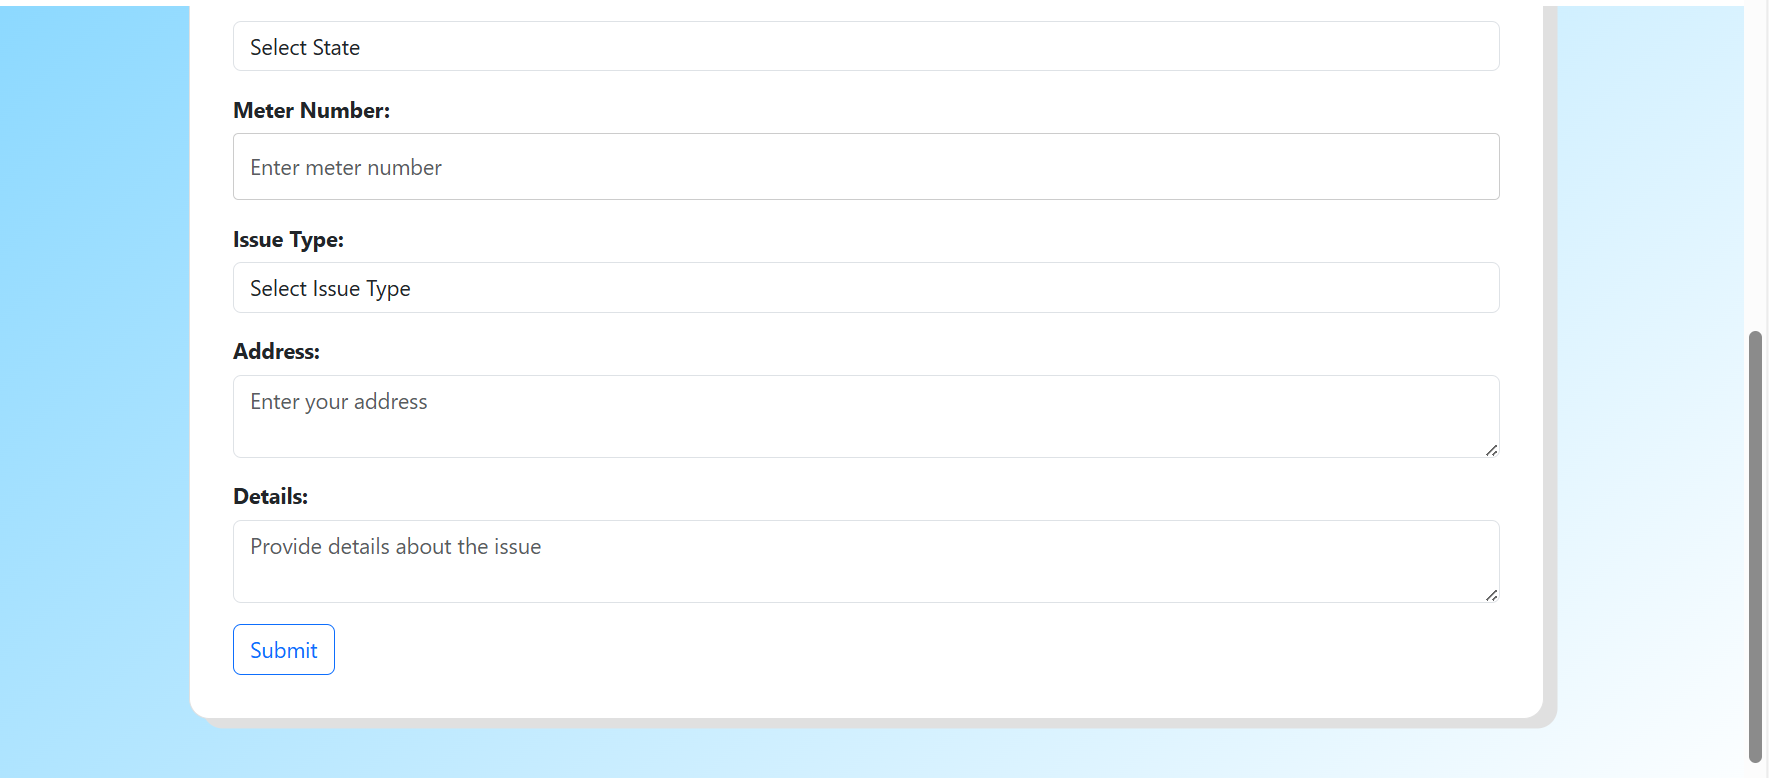 Select State
Meter Number:
Enter meter number
Issue Type:
Select Issue Type
Address:
Enter your address
Details:
Provide details about the issue
Submit